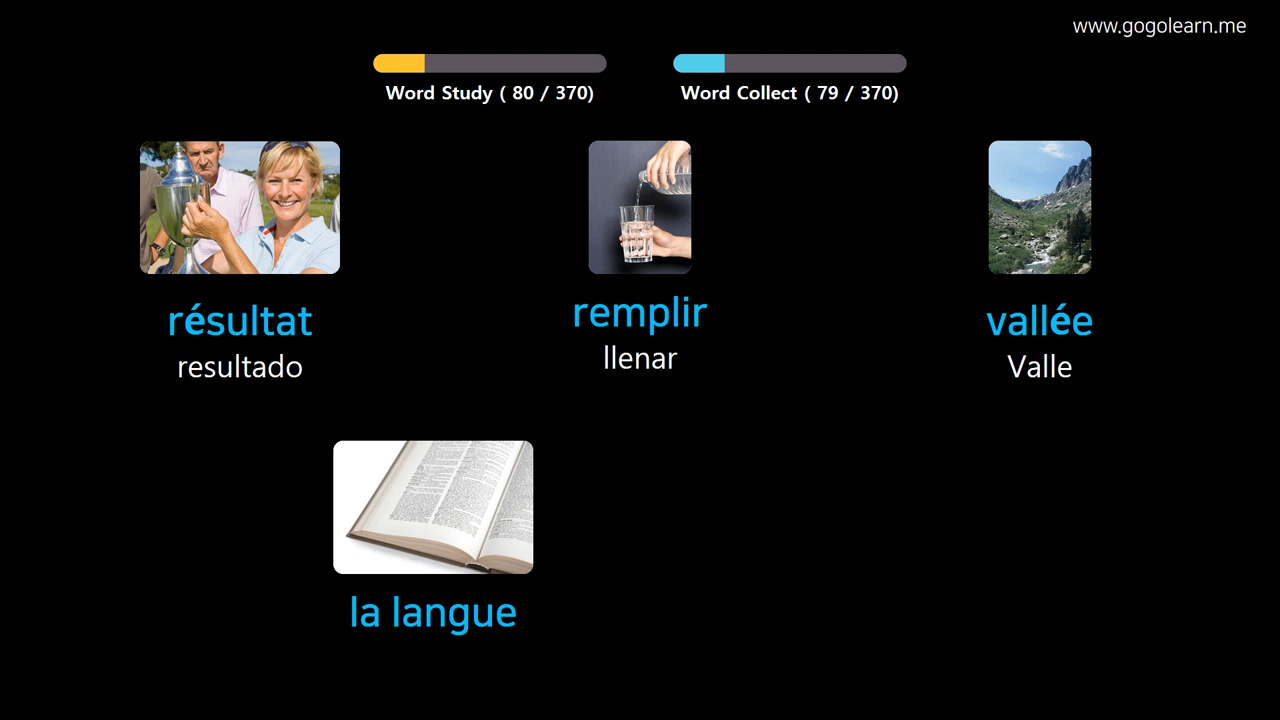 www.gogolearn.me
Word Study ( 80 / 370)
Word Collect ( 79 / 370)
résultat
resultado
remplir
llenar
vallée
Valle
la langue